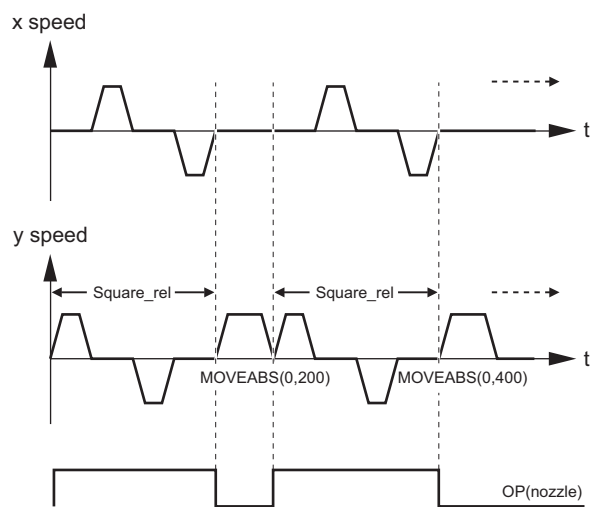 x speed
t
y speed
Square_rel
Square_rel
t
MOVEABS(0,200)
MOVEABS(0,400)
OP(nozzle)